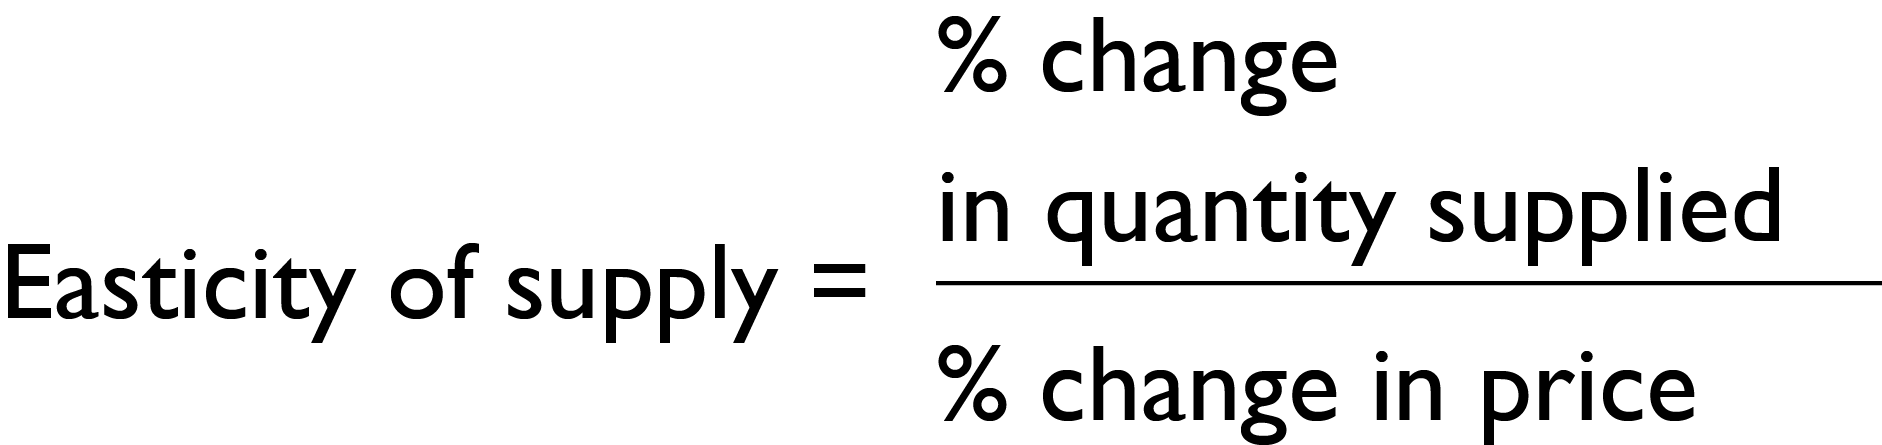 % change
in quantity supplied
Easticity of supply =
% change in price